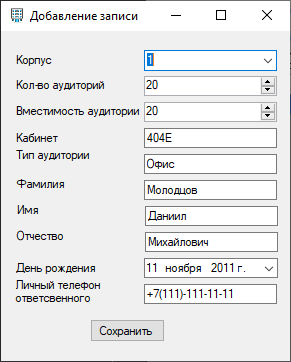 Добавление записи
Корпус 1
Кол-во аудиторий 20
Вместимость аудитории 20
Кабинет 404Е
Тип аудитории Офис
Фамилия Молодцов
Имя Даниил
Отчество Михайлович
День рождения 11 ноября 2011 г.
Личный телефон
ответсвенного +7(111)-111-11-11
Сохранить